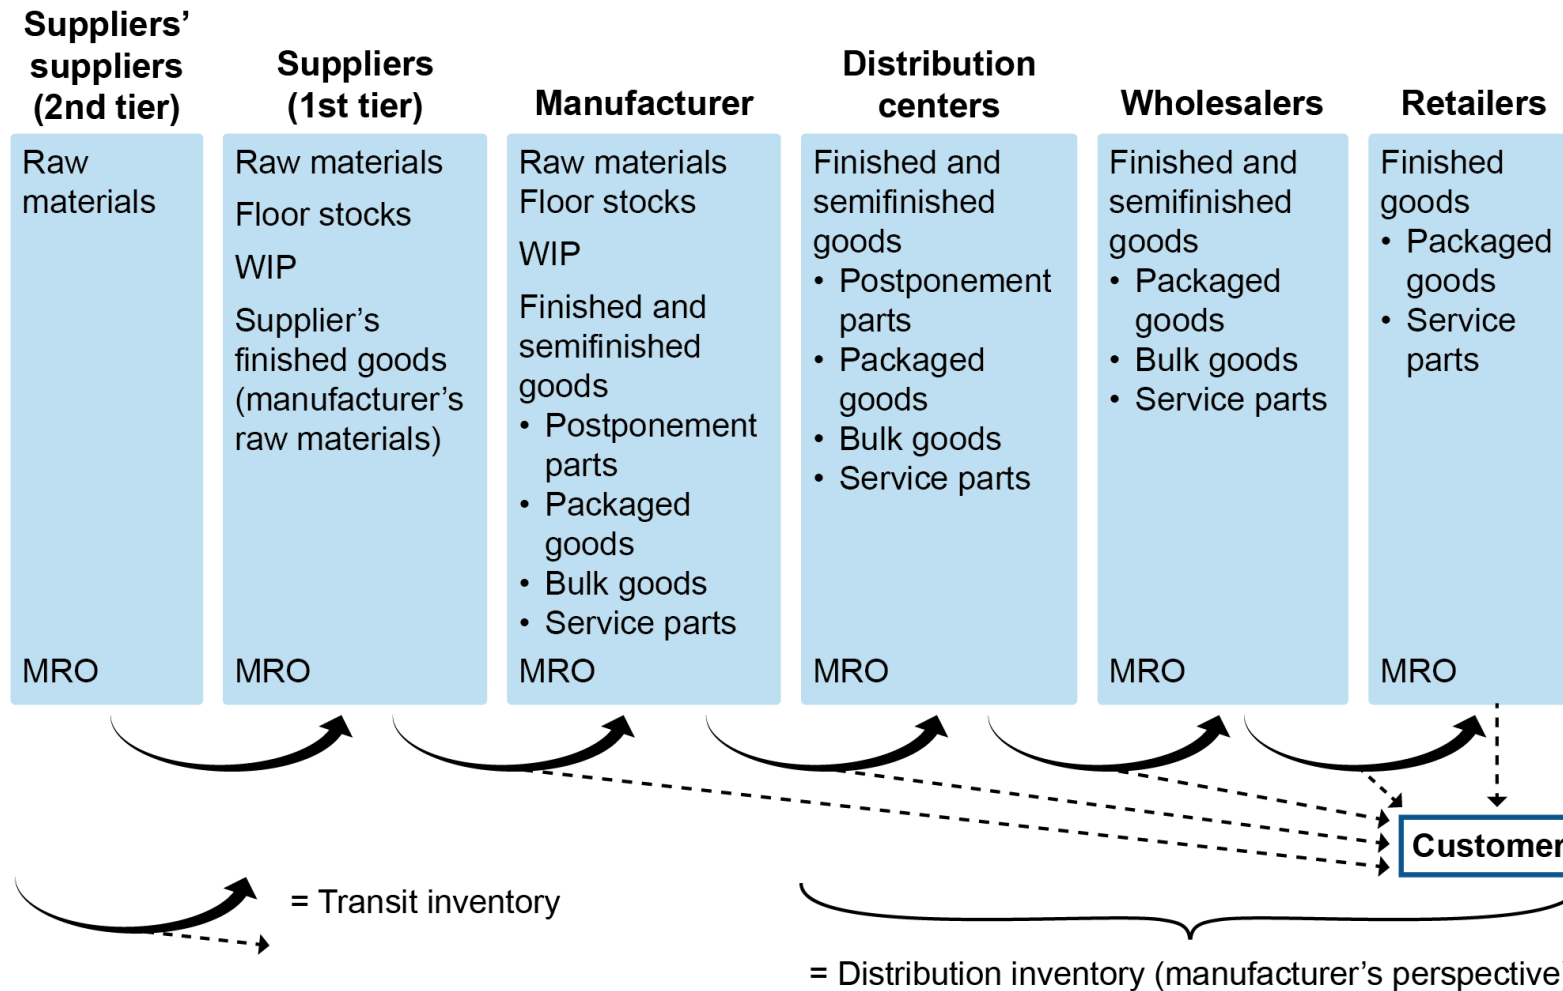 Suppliers’
suppliers
(2nd tier)
Raw
materials
MRO
Suppliers
(1st tier)
Raw materials
Floor stocks
WIP
Supplier’s
finished goods
(manufacturer’s
raw materials)
MRO
Manufacturer
Raw materials
Floor stocks
WIP
Finished and
semifinished
goods
• Postponement
parts
• Packaged
goods
• Bulk goods
• Service parts
MRO
Distribution
centers
Finished and
semifinished
goods
• Postponement
parts
• Packaged
goods
• Bulk goods
• Service parts
MRO
Wholesalers
Finished and
semifinished
goods
• Packaged
goods
• Bulk goods
• Service parts
MRO
Retailers
Finished
goods
• Packaged
goods
• Service
parts
MRO
Customer
= Transit inventory
= Distribution inventory (manufacturer’s perspective)